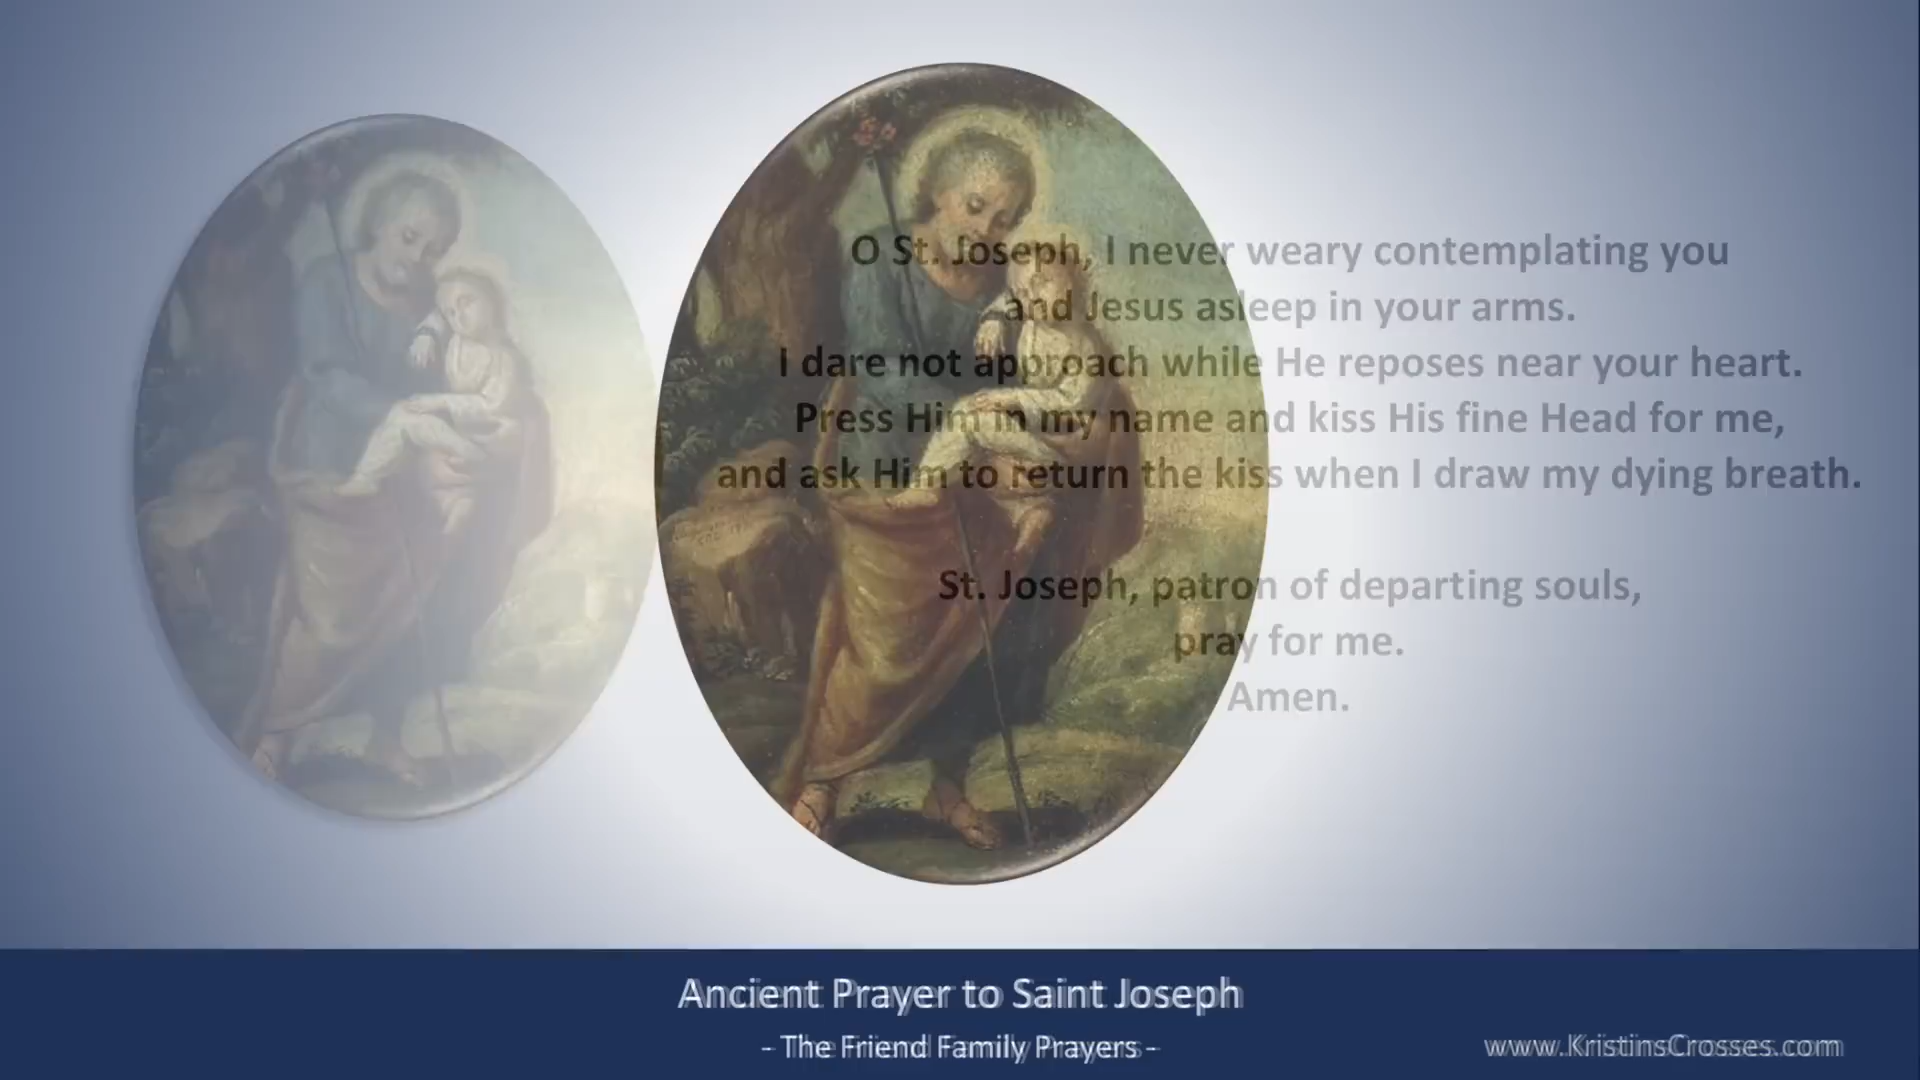 O St. Joseph, I never weary contemplating you
and Jesus asleep in your arms.
I dare not approach while He reposes near your heart.
Press Him in my name and kiss His fine Head for me,
and ask Him to return the kiss when I draw my dying breath.
St. Joseph, patron of departing souls,
pray for me.
Amen.
Ancient Prayer to Saint Joseph
- The Friend Family Prayers -
www.KristinsCrosses.com